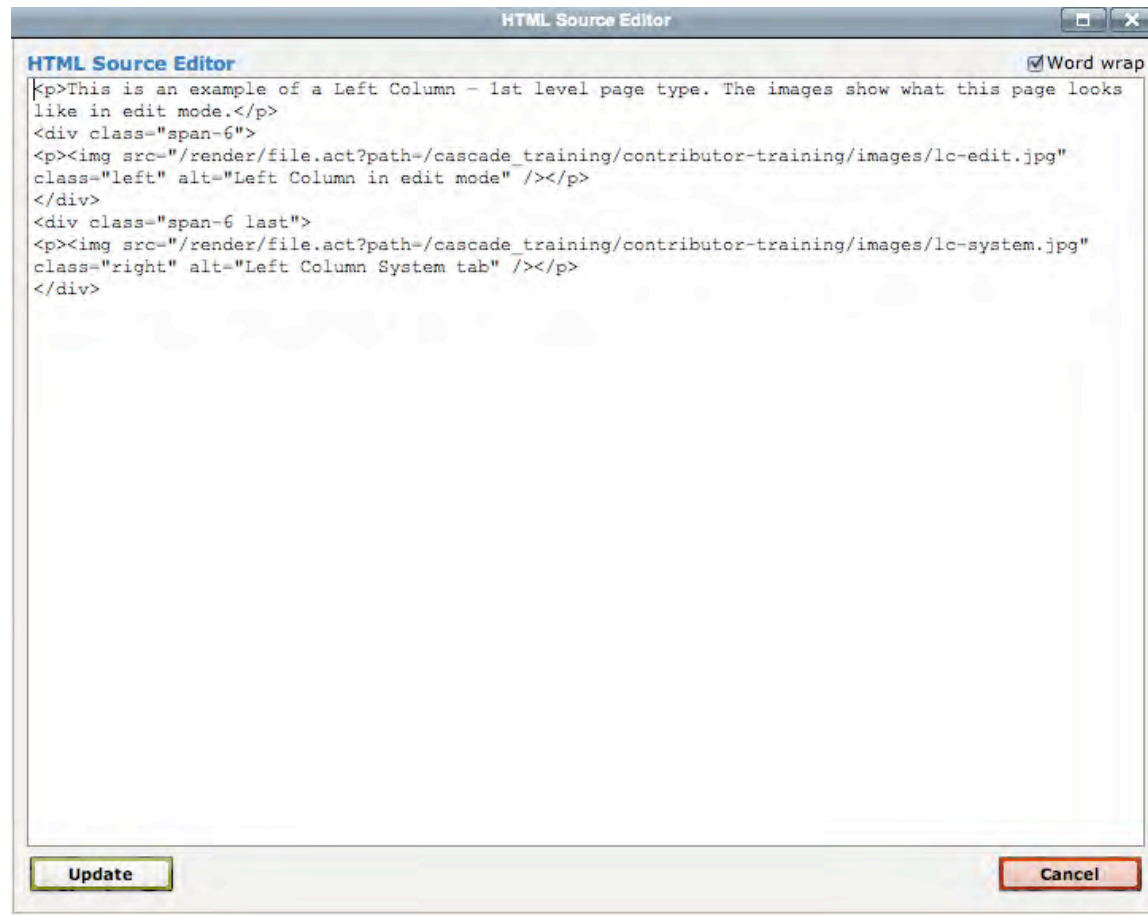 HTML Source Editor
HTML Source Editor
Word wrap
<p>This is an example of a Left Column - 1st level page type. The images show what this page looks
like in edit mode.</p>
<div class="span-6">
<p><img src="/render/file.act?path=/cascade_training/contributor-training/images/lc-edit.jpg"
class="left" alt="Left Column in edit mode" /></p>
</div>
<div class="span-6 last">
<p><img src="/render/file.act?path=/cascade_training/contributor-training/images/lc-system.jpg"
class="right" alt="Left Column System tab" /></p>
</div>
Update
Cancel